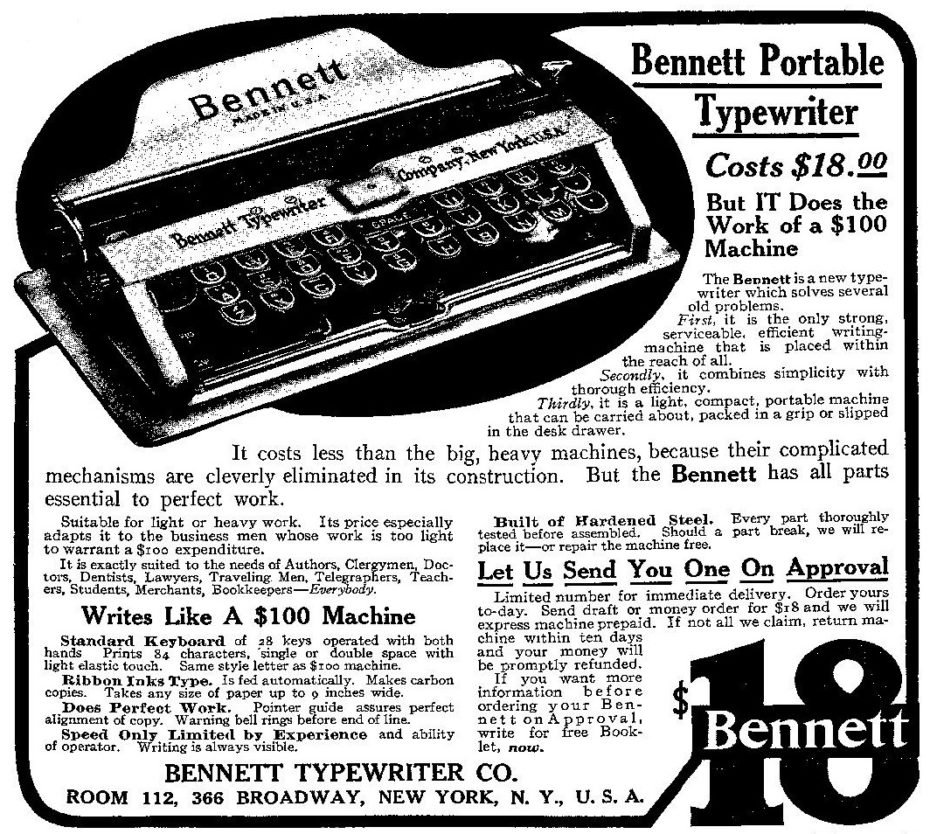 Bennett
MADE IN U.S.A.
Bennett Typewriter
Company, New York, U.S.A.
Bennett Portable
Typewriter
Costs $18.00
But IT Does the
Work of a $100
Machine
The Bennett is a new type-
writer which solves several
old problems.
First, it is the only strong,
serviceable, efficient writing-
machine that is placed within
the reach of all.
Secondly, it combines simplicity with
thorough efficiency.
Thirdly, it is a light, compact, portable machine
that can be carried about, packed in a grip or slipped
in the desk drawer.
It costs less than the big, heavy machines, because their complicated
mechanisms are cleverly eliminated in its construction. But the Bennett has all parts
essential to perfect work.
Suitable for light or heavy work. Its price especially
adapts it to the business men whose work is too light
to warrant a $100 expenditure.
It is exactly suited to the needs of Authors, Clergymen, Doc-
tors, Dentists, Lawyers, Traveling Men, Telegraphers, Teach-
ers, Students, Merchants, Bookkeepers—Everybody.
Writes Like A $100 Machine
Standard Keyboard of 28 keys operated with both
hands Prints 84 characters, single or double space with
light elastic touch. Same style letter as $100 machine.
Ribbon Inks Type. Is fed automatically. Makes carbon
copies. Takes any size of paper up to 9 inches wide.
Does Perfect Work. Pointer guide assures perfect
alignment of copy. Warning bell rings before end of line.
Speed Only Limited by Experience and ability
of operator. Writing is always visible.
Built of Hardened Steel. Every part thoroughly
tested before assembled. Should a part break, we will re-
place it—or repair the machine free.
Let Us Send You One On Approval
Limited number for immediate delivery. Order yours
to-day. Send draft or money order for $18 and we will
express machine prepaid. If not all we claim, return ma-
chine within ten days
and your money will
be promptly refunded.
If you want more
information before
ordering your Ben-
nett on Approval,
write for free Book-
let, now.
$18
Bennett
BENNETT TYPEWRITER CO.
ROOM 112, 366 BROADWAY, NEW YORK, N. Y., U. S. A.